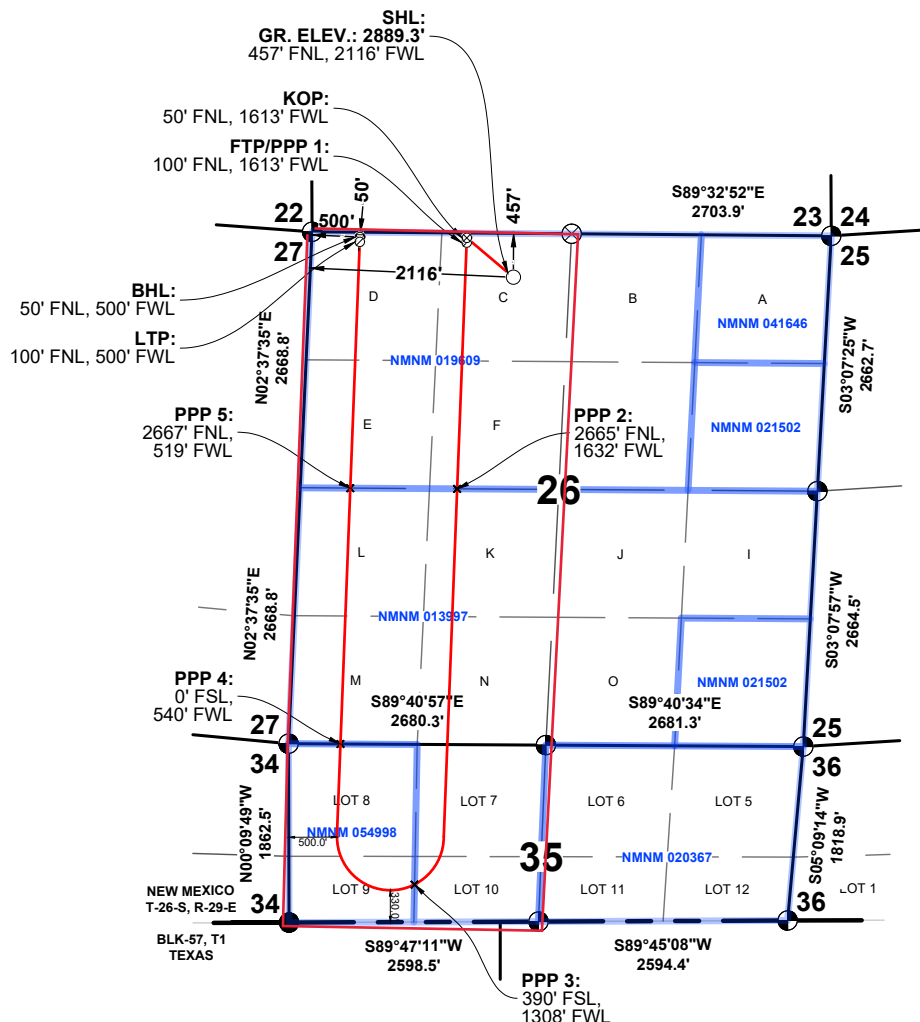 SHL:
GR. ELEV.: 2889.3'
457' FNL, 2116' FWL
KOP:
50' FNL, 1613' FWL
FTP/PPP 1:
100' FNL, 1613' FWL
50'
457'
S89°32'52"E
2703.9'
22
500'
23
24
27
25
2116'
BHL:
50' FNL, 500' FWL
LTP:
100' FNL, 500' FWL
D
C
B
A
NMNM 041646
N02°37'35"E
2668.8'
S03°07'25"W
2662.7'
NMNM 019609
PPP 5:
2667' FNL,
519' FWL
E
F
PPP 2:
2665' FNL,
1632' FWL
NMNM 021502
26
L
K
J
I
N02°37'35"E
2668.8'
S03°07'57"W
2664.5'
NMNM 013997
PPP 4:
0' FSL,
540' FWL
M
N
O
NMNM 021502
S89°40'57"E
2680.3'
S89°40'34"E
2681.3'
27
25
34
36
LOT 8
LOT 7
LOT 6
LOT 5
N00°09'49"W
1862.5'
S05°09'14"W
1818.9'
NMNM 054998
500.0'
35
NMNM 020367
NEW MEXICO
T-26-S, R-29-E
LOT 9
LOT 10
LOT 11
LOT 12
LOT 1
330.0'
34
36
BLK-57, T1
TEXAS
S89°47'11"W
2598.5'
S89°45'08"W
2594.4'
PPP 3:
390' FSL,
1308' FWL